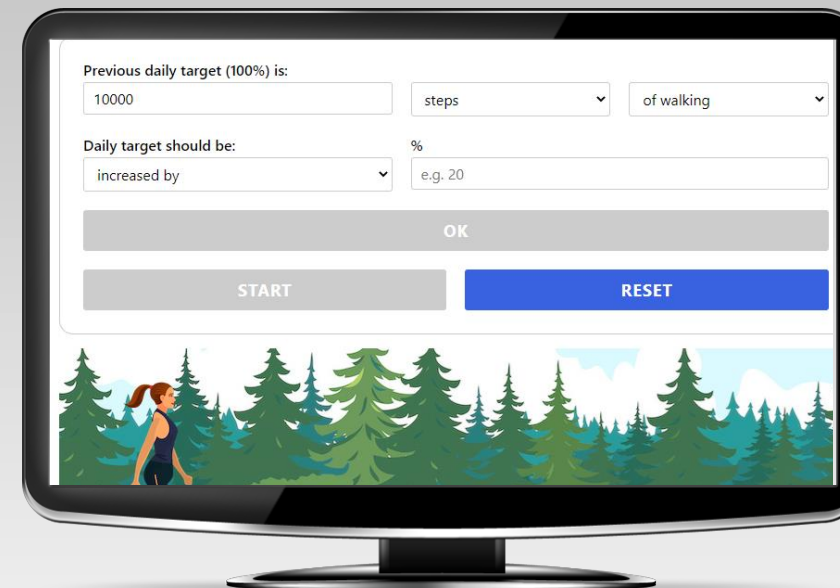 Previous daily target (100%) is:
10000 steps of walking
Daily target should be: %
increased by e.g. 20
OK
START RESET